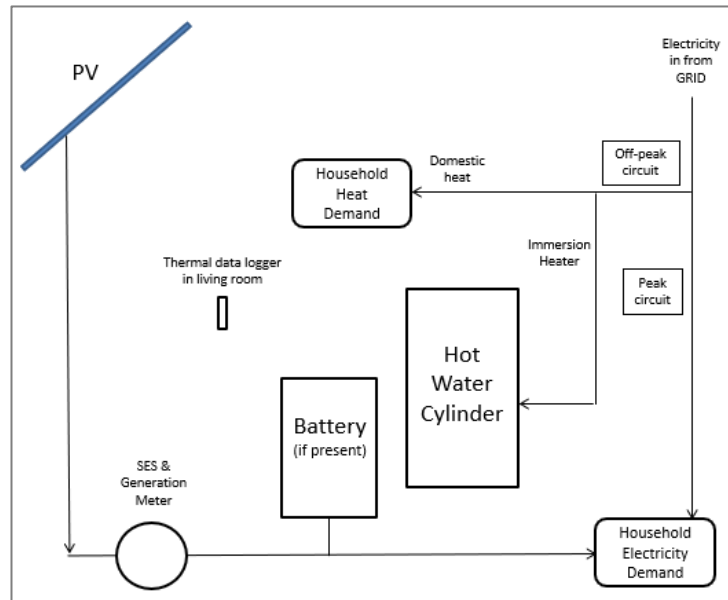 PV
Electricity
in from
GRID
Off-peak
circuit
Domestic
heat
Household
Heat
Demand
Immersion
Heater
Thermal data logger
in living room
Peak
circuit
Hot
Water
Cylinder
Battery
(if present)
SES &
Generation
Meter
Household
Electricity
Demand